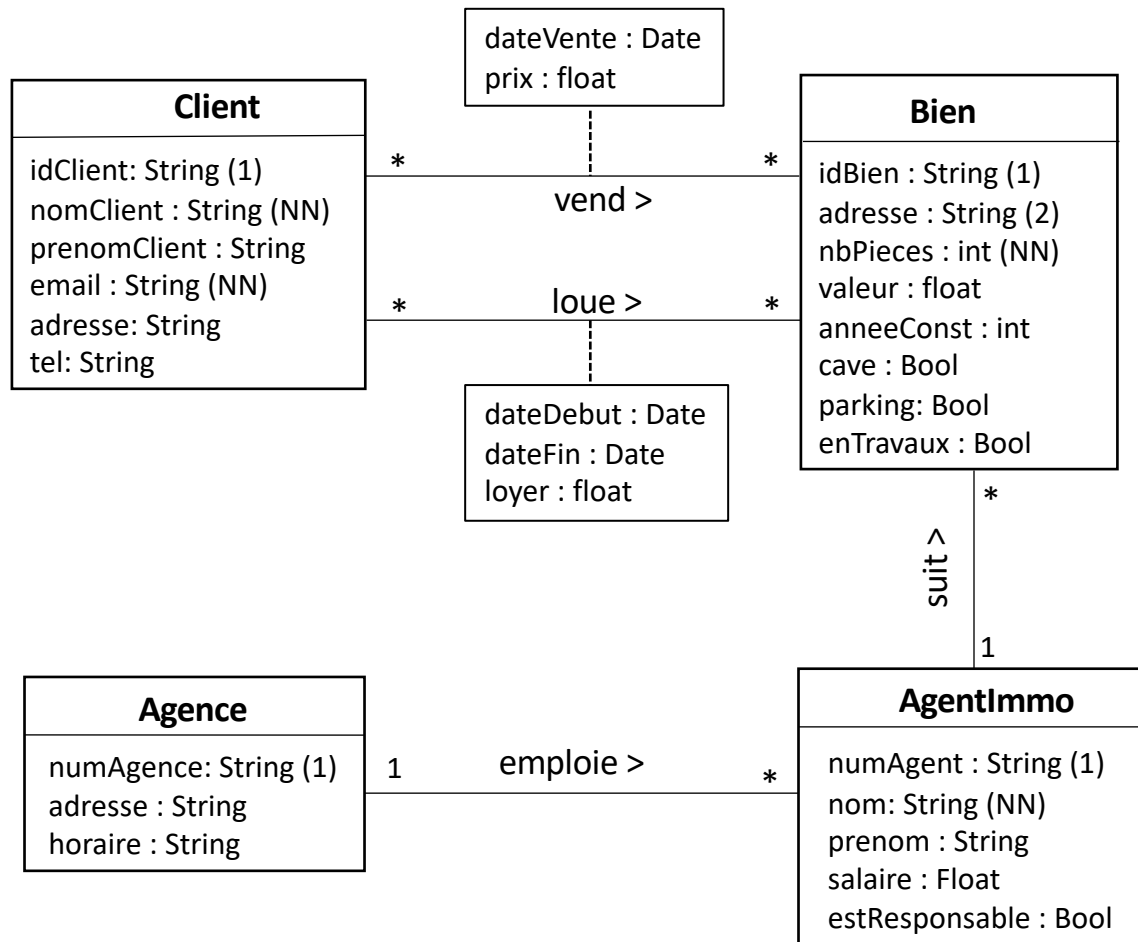 dateVente : Date
prix : float
Client
idClient: String (1)
nomClient : String (NN)
prenomClient : String
email : String (NN)
adresse: String
tel: String
*
*
vend >
*
loue >
*
dateDebut : Date
dateFin : Date
loyer : float
Bien
idBien : String (1)
adresse : String (2)
nbPieces : int (NN)
valeur : float
anneeConst : int
cave : Bool
parking: Bool
enTravaux : Bool
*
suit >
1
Agence
numAgence: String (1)
adresse : String
horaire : String
1
emploie >
*
AgentImmo
numAgent : String (1)
nom: String (NN)
prenom : String
salaire : Float
estResponsable : Bool